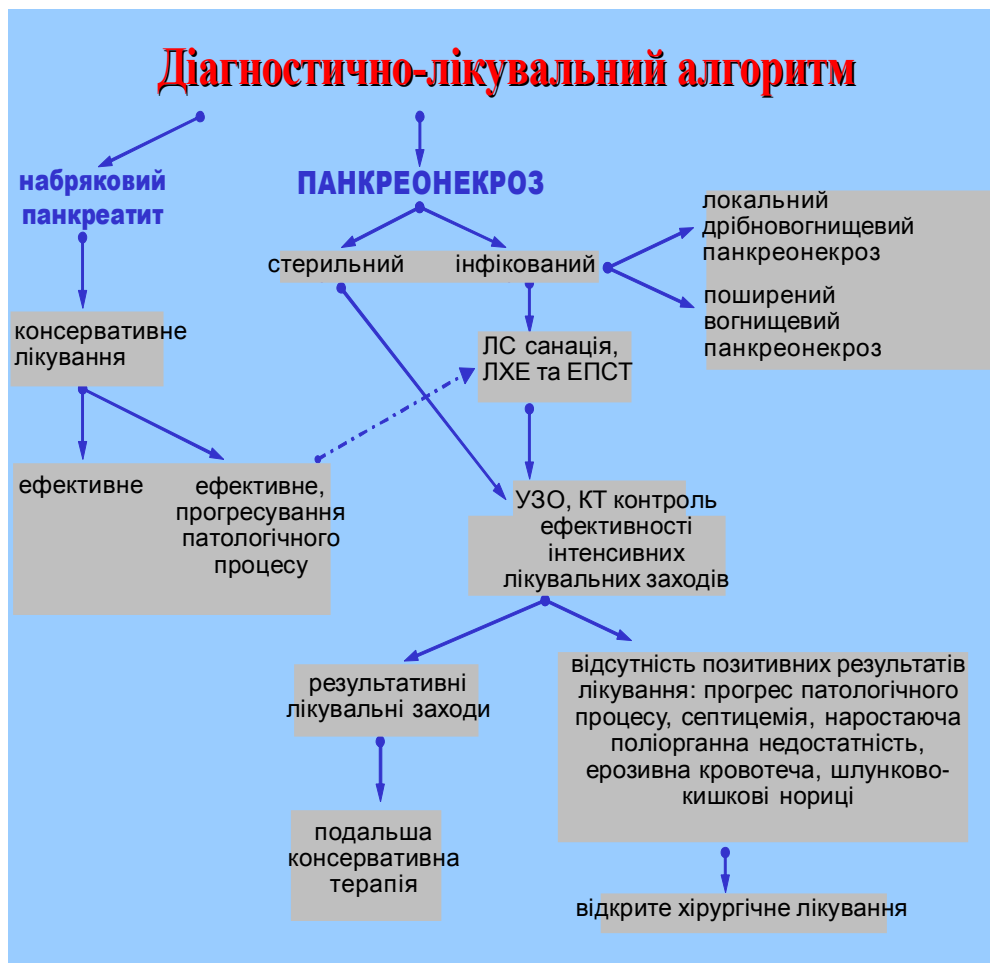 Діагностично-лікувальний алгоритм
набряковий
панкреатит
ПАНКРЕОНЕКРОЗ
локальний
дрібновогнищевий
панкреонекроз
стерильний
інфікований
поширений
вогнищевий
панкреонекроз
консервативне
лікування
ЛС санація,
ЛХЕ та ЕПСТ
ефективне
ефективне,
прогресування
патологічного
процесу
УЗО, КТ контроль
ефективності
інтенсивних
лікувальних заходів
результативні
лікувальні заходи
відсутність позитивних результатів
лікування: прогрес патологічного
процесу, септицемія, наростаюча
поліорганна недостатність,
ерозивна кровотеча, шлунково-
кишкові нориці
подальша
консервативна
терапія
відкрите хірургічне лікування